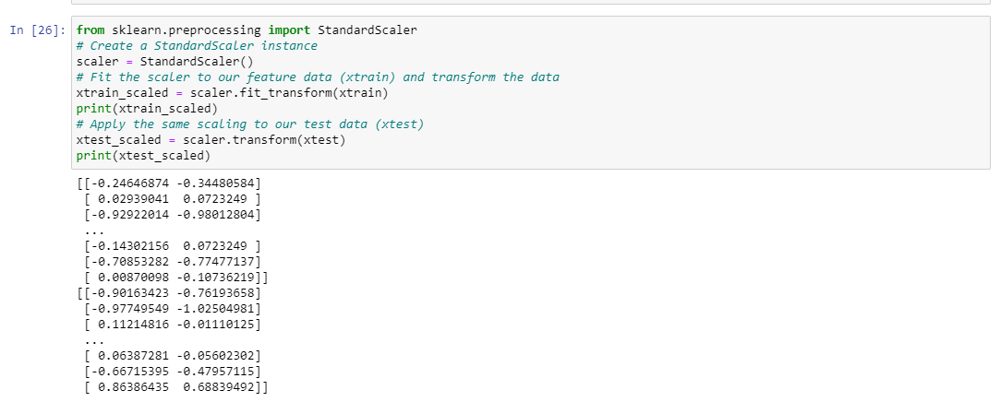 In [26]: from sklearn.preprocessing import StandardScaler
# Create a StandardScaler instance
scaler = StandardScaler()
# Fit the scaler to our feature data (xtrain) and transform the data
xtrain_scaled = scaler.fit_transform(xtrain)
print(xtrain_scaled)
# Apply the same scaling to our test data (xtest)
xtest_scaled = scaler.transform(xtest)
print(xtest_scaled)
[[-0.24646874 -0.34480584]
[ 0.02939041  0.0723249 ]
[-0.92922014 -0.98012804]
...
[-0.14302156  0.0723249 ]
[-0.70853282 -0.77477137]
[ 0.00870098 -0.10736219]]
[[-0.90163423 -0.76193658]
[-0.97749549 -1.02504981]
[ 0.11214816 -0.01110125]
...
[ 0.06387281 -0.05602302]
[-0.66715395 -0.47957115]
[ 0.86386435  0.68839492]]